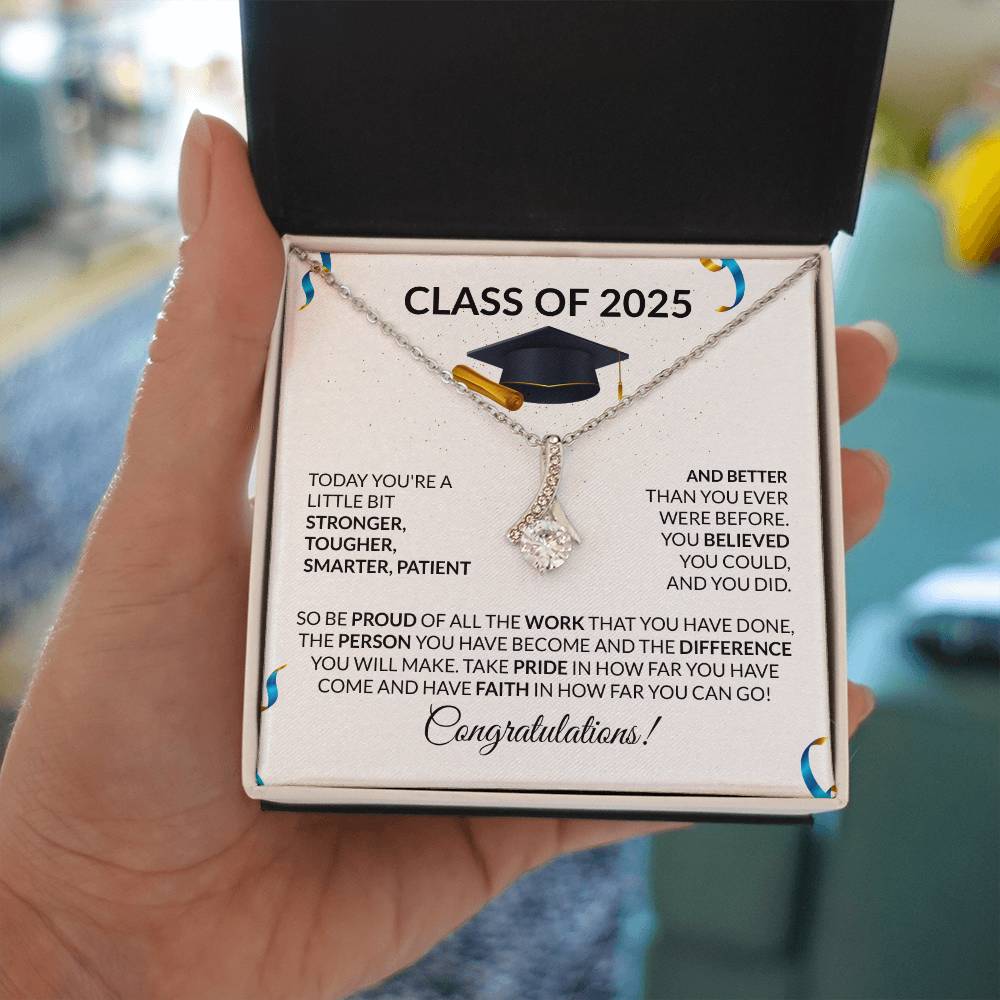 CLASS OF 2025
TODAY YOU'RE A
LITTLE BIT
STRONGER,
TOUGHER,
SMARTER, PATIENT
AND BETTER
THAN YOU EVER
WERE BEFORE.
YOU BELIEVED
YOU COULD,
AND YOU DID.
SO BE PROUD OF ALL THE WORK THAT YOU HAVE DONE,
THE PERSON YOU HAVE BECOME AND THE DIFFERENCE
YOU WILL MAKE. TAKE PRIDE IN HOW FAR YOU HAVE
COME AND HAVE FAITH IN HOW FAR YOU CAN GO!
Congratulations!